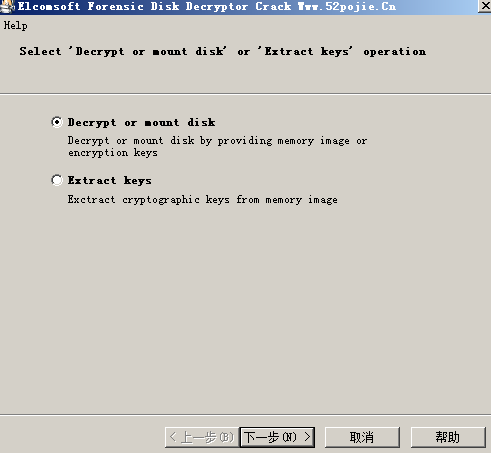 Elcomsoft Forensic Disk Decryptor Crack Www.52pojie.Cn
Help
Select 'Decrypt or mount disk' or 'Extract keys' operation
Decrypt or mount disk
Decrypt or mount disk by providing memory image or
encryption keys
Extract keys
Exctract cryptographic keys from memory image
< 上一步(B) 下一步(N) > 取消 帮助